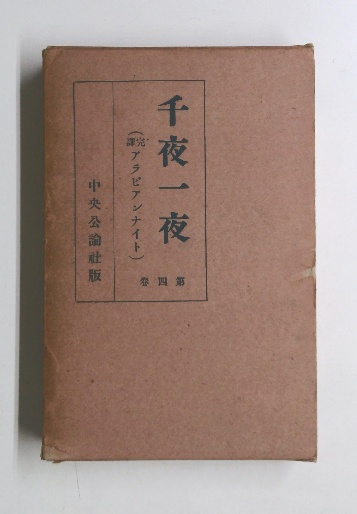 千夜一夜
(完譯アラビアンナイト)
第四卷
中央公論社版